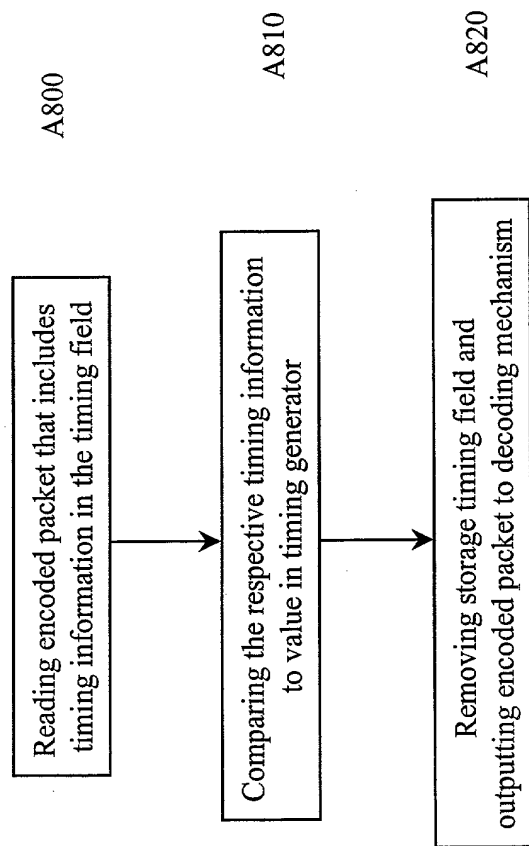 A800
Reading encoded packet that includes
timing information in the timing field
A810
Comparing the respective timing information
to value in timing generator
A820
Removing storage timing field and
outputting encoded packet to decoding mechanism